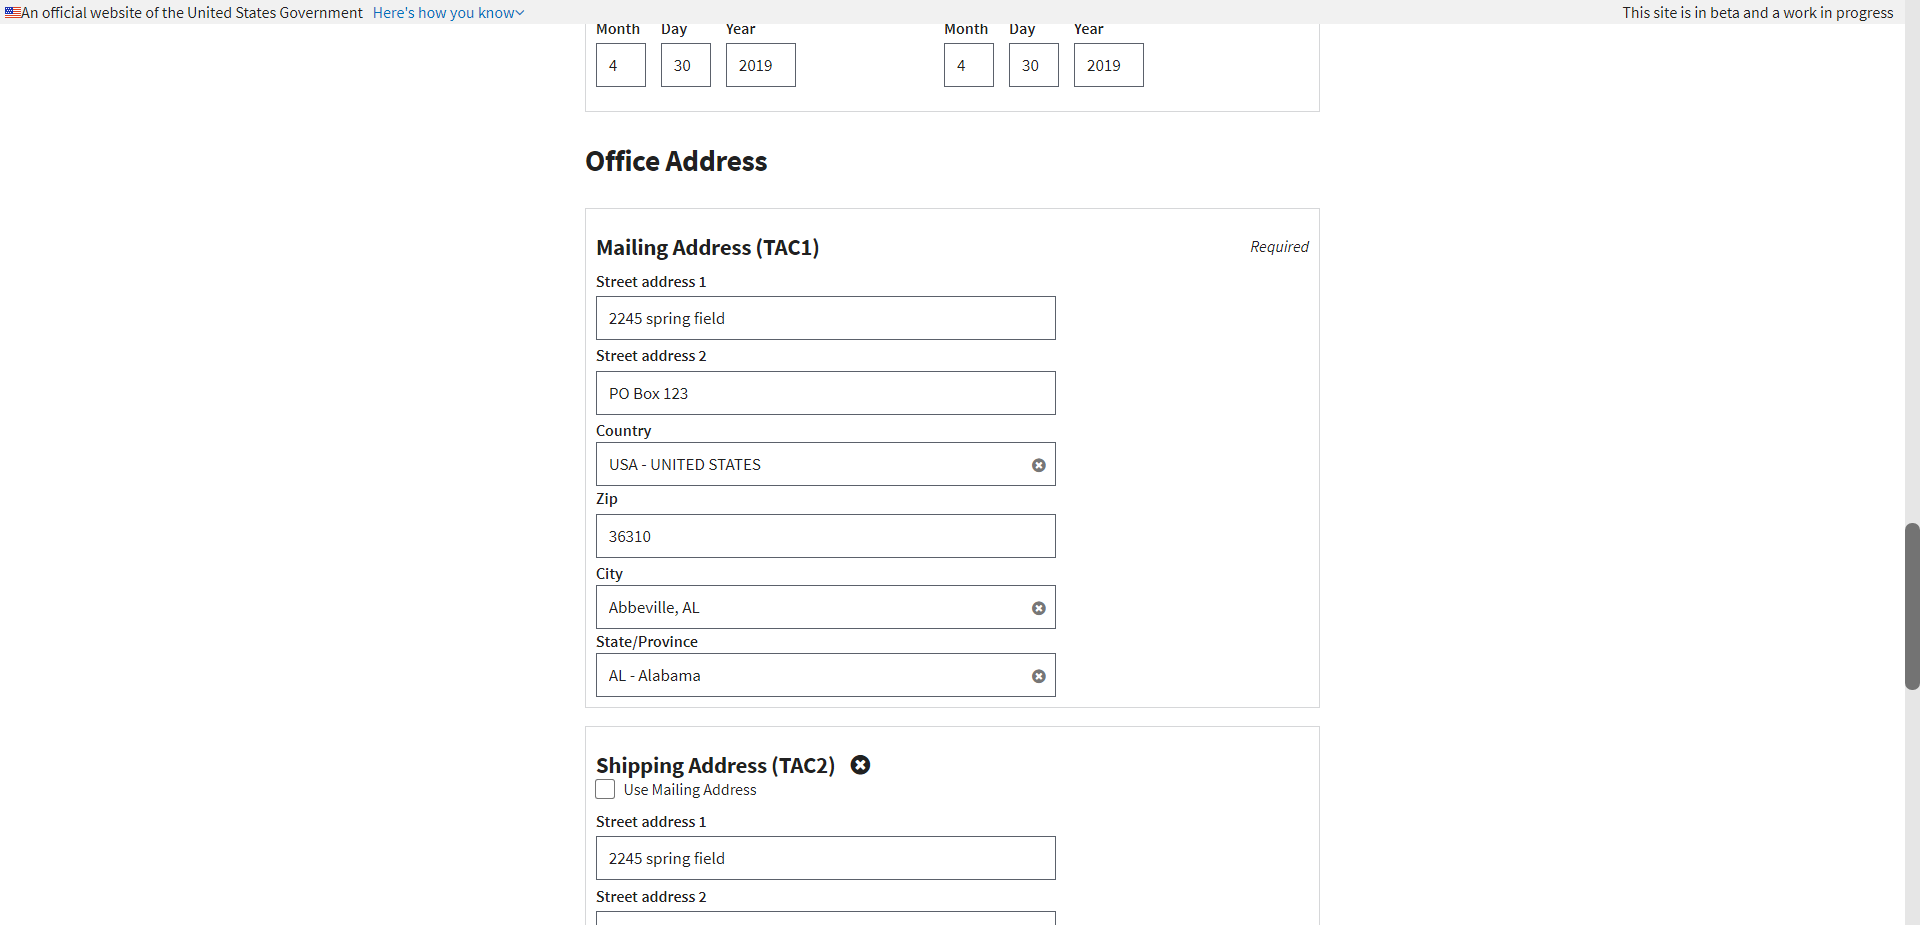 An official website of the United States Government Here's how you know
This site is in beta and a work in progress
Month Day Year Month Day Year
4 30 2019 4 30 2019
Office Address
Mailing Address (TAC1) Required
Street address 1
2245 spring field
Street address 2
PO Box 123
Country
USA - UNITED STATES
Zip
36310
City
Abbeville, AL
State/Province
AL - Alabama
Shipping Address (TAC2)
Use Mailing Address
Street address 1
2245 spring field
Street address 2